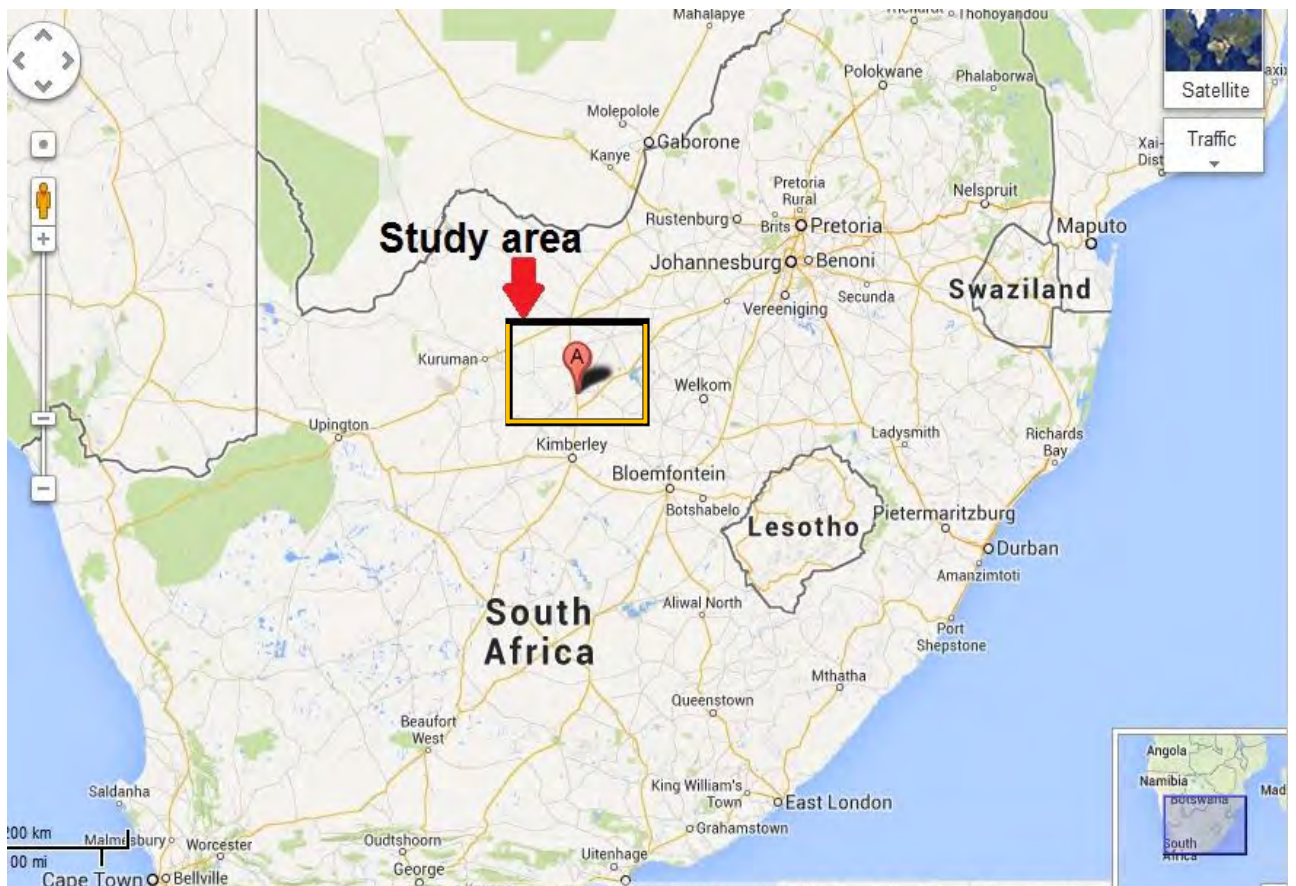 Mahalapye
Thohoyandou
Polokwane
Phalaborwa
Satellite
Molepolole
Gaborone
Traffic
Xai-
Dist
Kanye
Pretoria
Rural
Nelspruit
Rustenburg
Brits
Pretoria
Maputo
Study area
Johannesburg
Benoni
Swaziland
Secunda
Vereeniging
Kuruman
A
Welkom
Upington
Kimberley
Ladysmith
Richards
Bay
Bloemfontein
Botshabelo
Pietermaritzburg
Lesotho
Durban
Amanzimtoti
South
Africa
Aliwal North
Port
Shepstone
Mthatha
Queenstown
Beaufort
West
Angola
Namibia
Mad
Botswana
South
Africa
Saldanha
King William's
Town
East London
Grahamstown
200 km
Malmesbury
Worcester
Oudtshoorn
Uitenhage
00 mi
George
Cape Town
Bellville